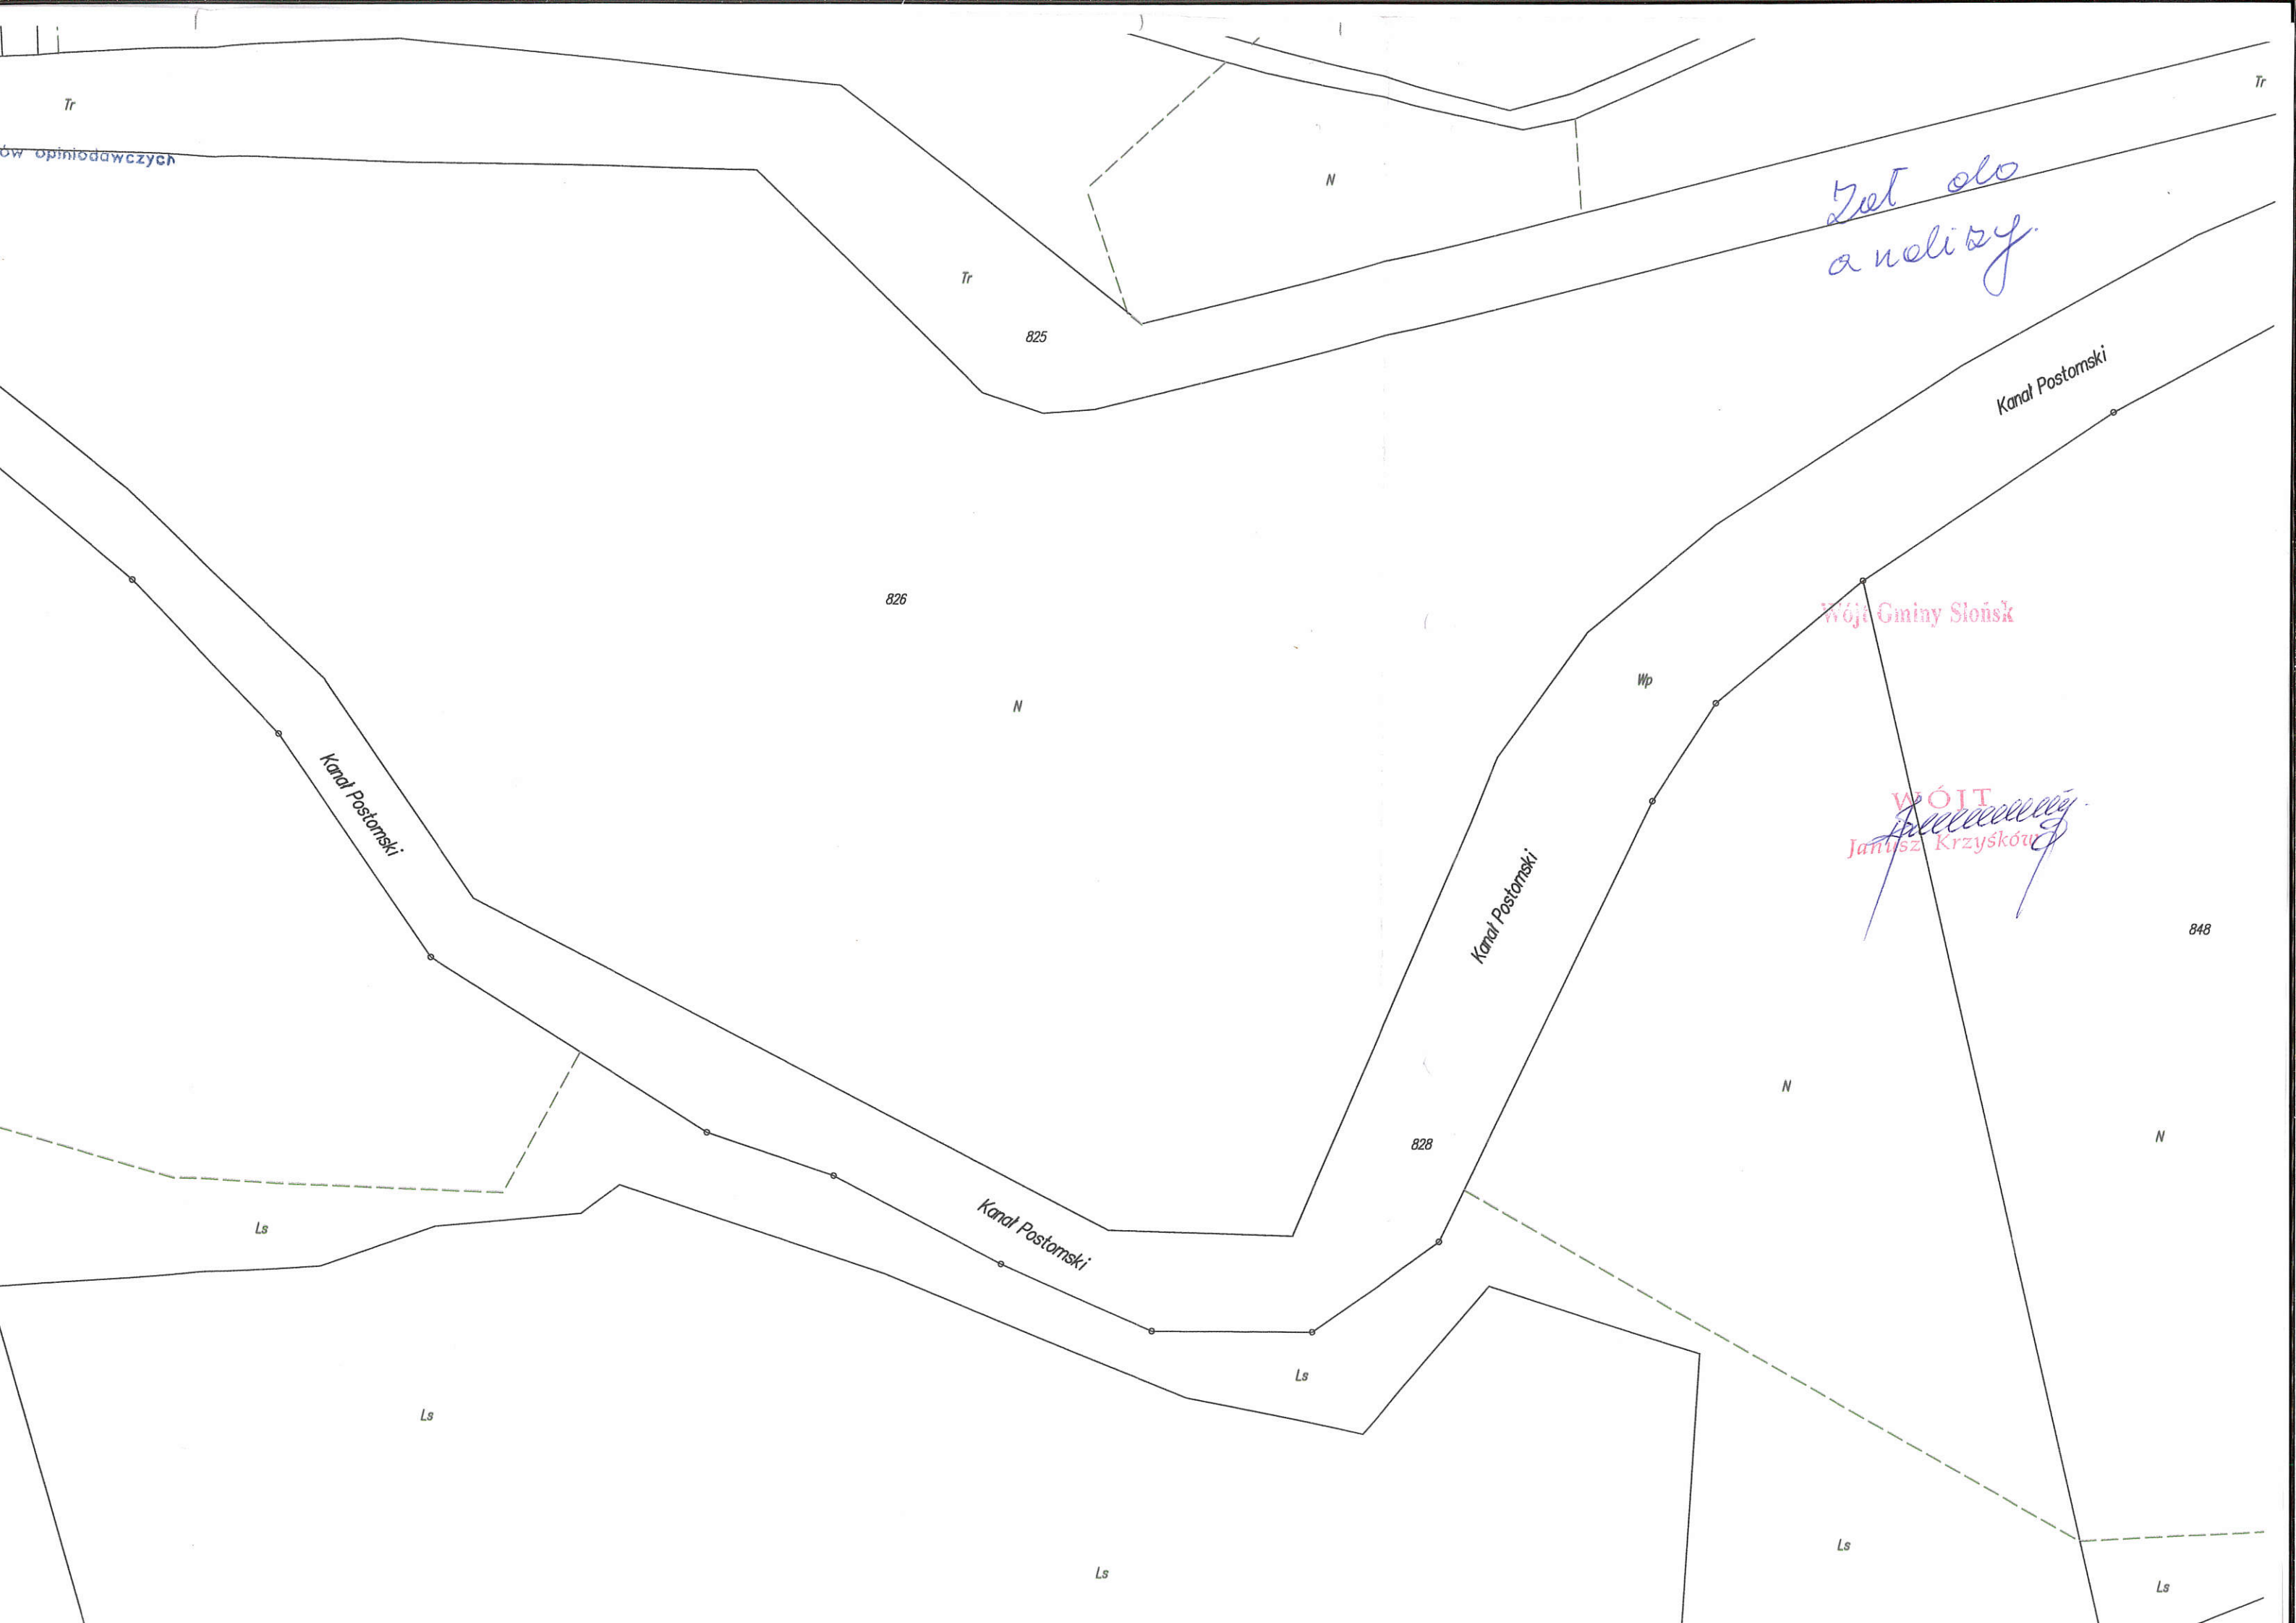 Tr
Tr
ów opiniodawczych
N
Zał do
analizy.
Tr
825
Kanał Postomski
826
Wójt Gminy Słońsk
Wp
N
Kanał Postomski
WÓJT
Janusz Krzyśków
Kanał Postomski
848
N
N
828
Ls
Kanał Postomski
Ls
Ls
Ls
Ls
Ls